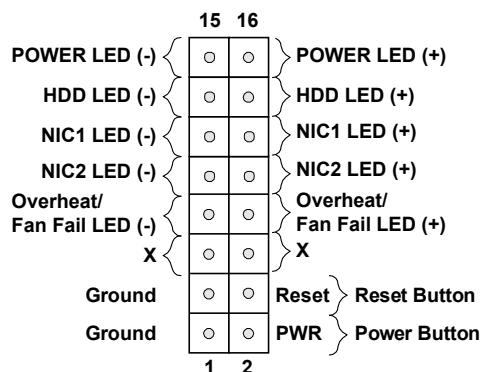 15 16
POWER LED (-) POWER LED (+)
HDD LED (-) HDD LED (+)
NIC1 LED (-) NIC1 LED (+)
NIC2 LED (-) NIC2 LED (+)
Overheat/ Overheat/
Fan Fail LED (-) Fan Fail LED (+)
X X
Ground Reset Reset Button
Ground PWR Power Button
1 2